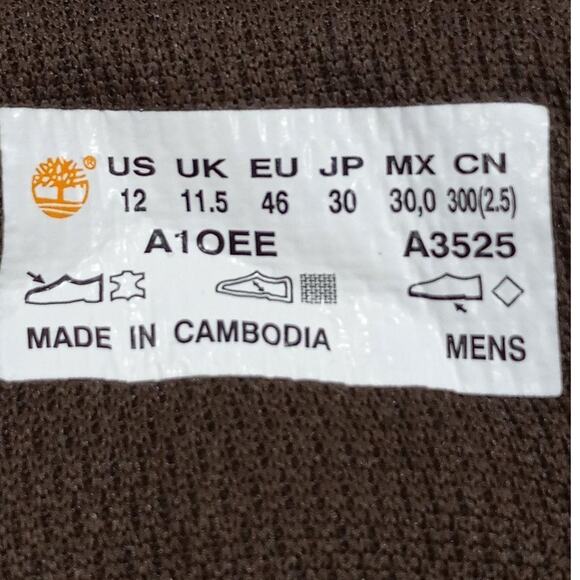 ® US UK EU JP MX CN
12 11.5 46 30 30,0 300(2.5)
A1OEE A3525
MADE IN CAMBODIA MENS